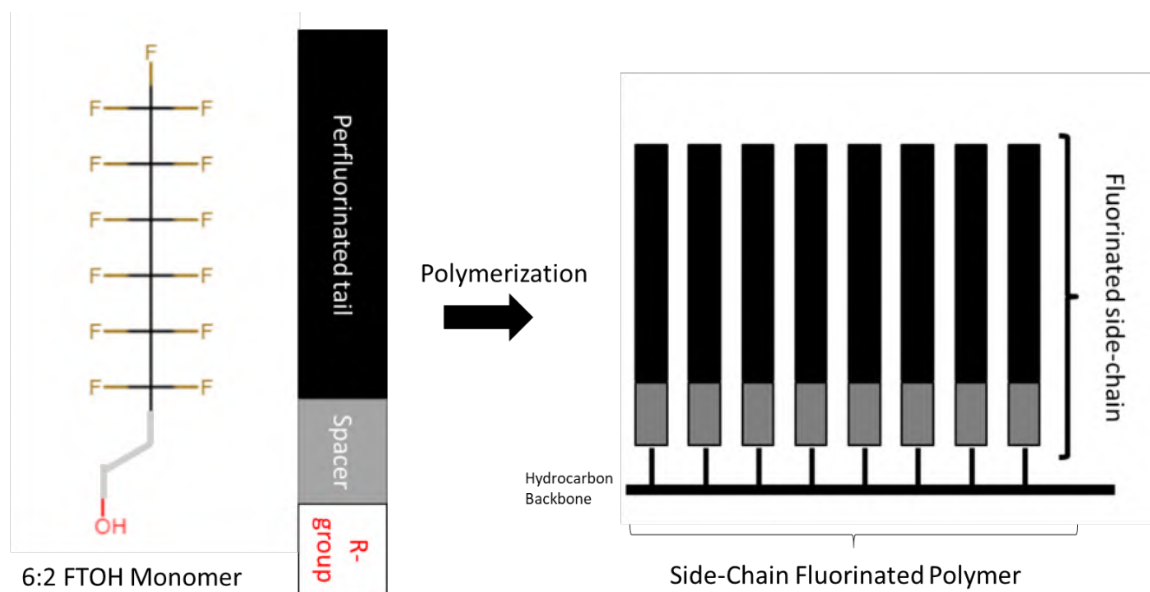 F
F F
F F
F F
F F
F F
F F
OH
6:2 FTOH Monomer
Perfluorinated tail
Spacer
R-
group
Polymerization
Fluorinated side-chain
Hydrocarbon
Backbone
Side-Chain Fluorinated Polymer